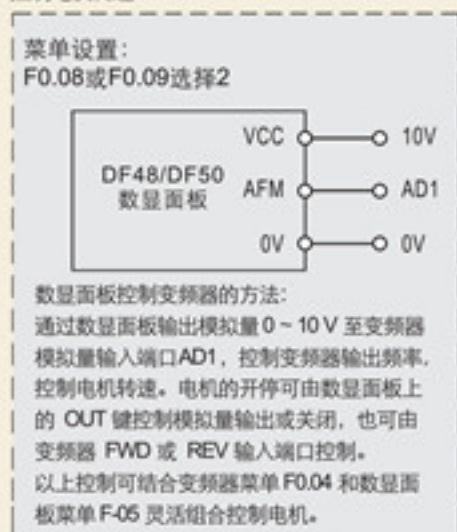 菜单设置:
F0.08或F0.09选择2
VCC 10V
DF48/DF50
数显面板
AFM AD1
0V 0V
数显面板控制变频器的方法:
通过数显面板输出模拟量0~10V至变频器
模拟量输入端口AD1,控制变频器输出频率,
控制电机转速。电机的开停可由数显面板上
的 OUT 键控制模拟量输出或关闭,也可由
变频器 FWD 或 REV 输入端口控制。
以上控制可结合变频器菜单 F0.04 和数显面
板菜单 F-05 灵活组合控制电机。